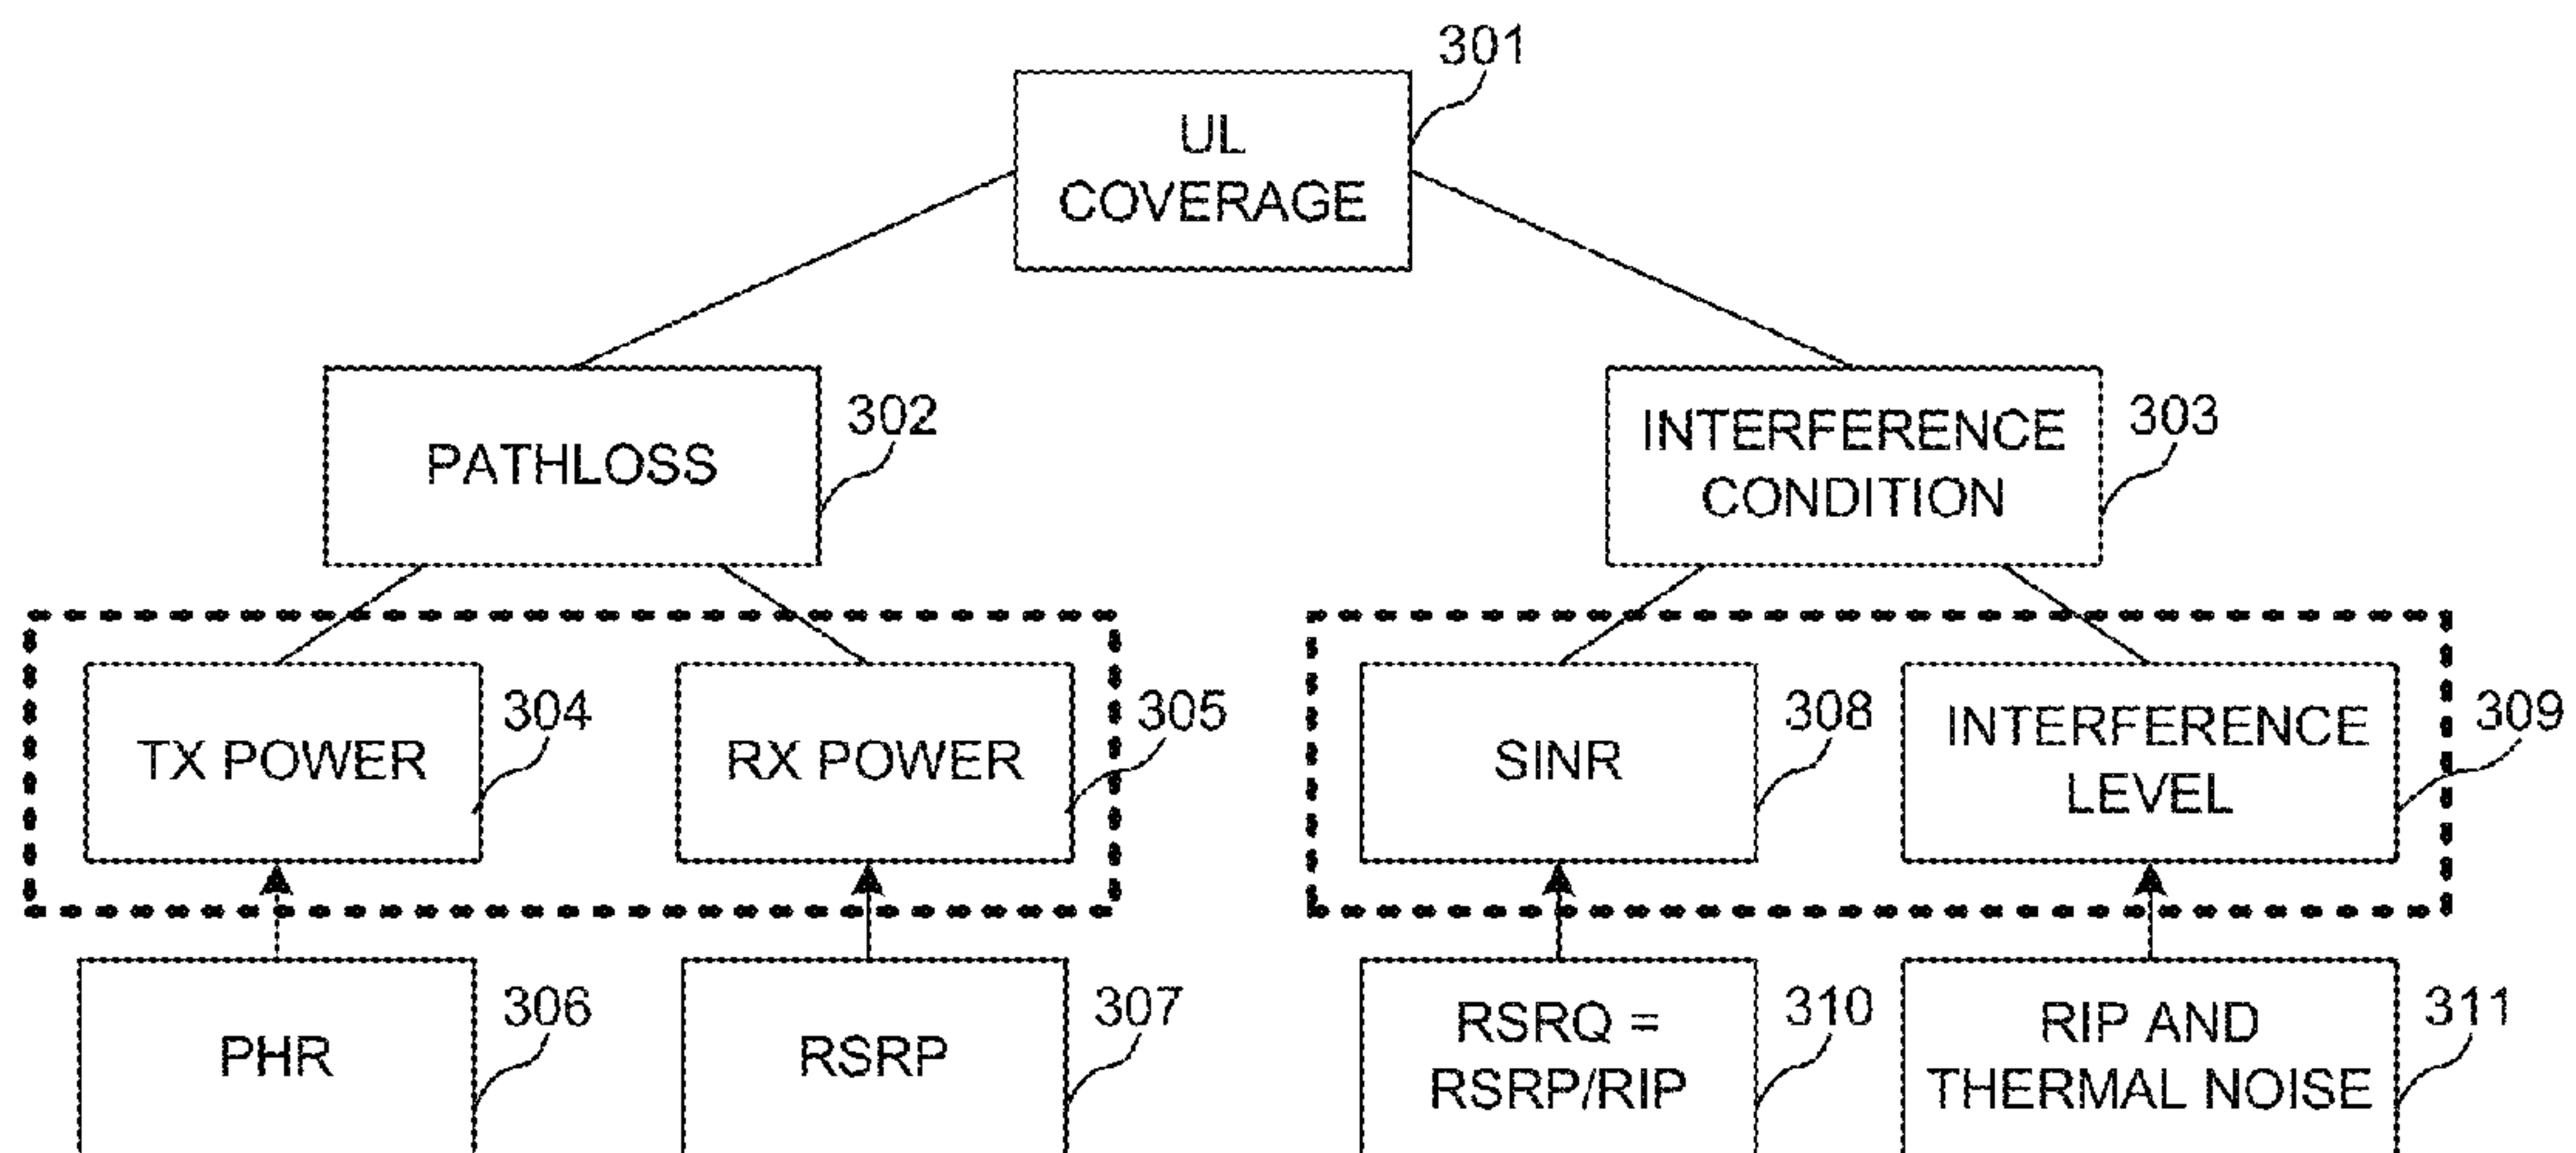 301
UL
COVERAGE
302
PATHLOSS
303
INTERFERENCE
CONDITION
304
TX POWER
305
RX POWER
308
SINR
309
INTERFERENCE
LEVEL
306
PHR
307
RSRP
310
RSRQ =
RSRP/RIP
311
RIP AND
THERMAL NOISE